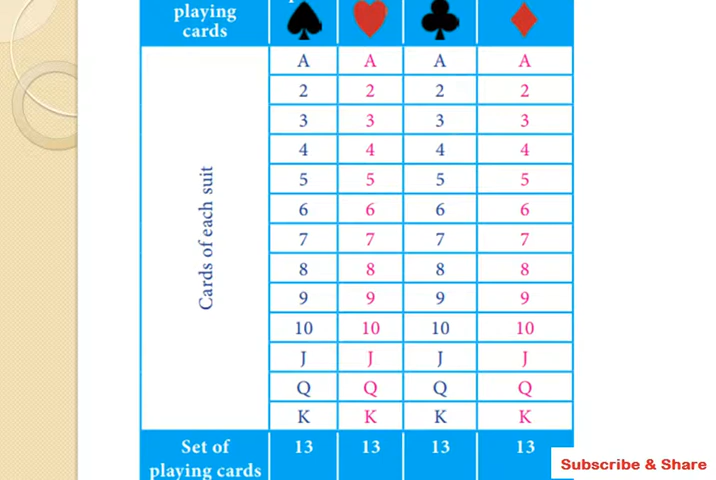 playing
cards
A A A A
2 2 2 2
3 3 3 3
4 4 4 4
5 5 5 5
6 6 6 6
7 7 7 7
8 8 8 8
9 9 9 9
10 10 10 10
J J J J
Q Q Q Q
K K K K
Cards of each suit
Set of 13 13 13 13
playing cards
Subscribe & Share